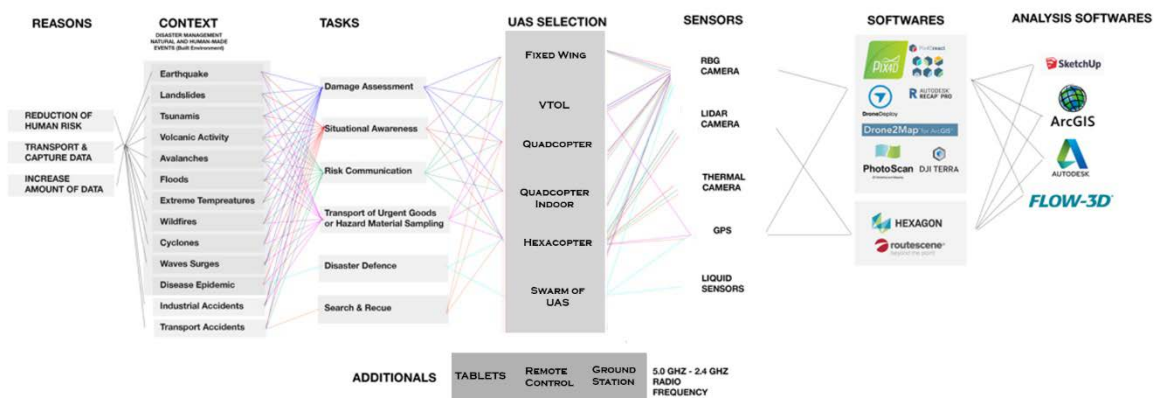 REASONS
CONTEXT
DISASTER MANAGEMENT
NATURAL AND HUMAN-MADE
EVENTS (Built Environment)
TASKS
UAS SELECTION
SENSORS
SOFTWARES
ANALYSIS SOFTWARES
REDUCTION OF
HUMAN RISK
TRANSPORT &
CAPTURE DATA
INCREASE
AMOUNT OF DATA
Earthquake
Landslides
Tsunamis
Volcanic Activity
Avalanches
Floods
Extreme Tempreatures
Wildfires
Cyclones
Waves Surges
Disease Epidemic
Industrial Accidents
Transport Accidents
Damage Assessment
Situational Awareness
Risk Communication
Transport of Urgent Goods
or Hazard Material Sampling
Disaster Defence
Search & Recue
FIXED WING
VTOL
QUADCOPTER
QUADCOPTER
INDOOR
HEXACOPTER
SWARM OF
UAS
RBG
CAMERA
LIDAR
CAMERA
THERMAL
CAMERA
GPS
LIQUID
SENSORS
PIX4D
Pix4Dreact
DroneDeploy
R AUTODESK
RECAP PRO
Drone2Map for ArcGIS
PhotoScan
DJI TERRA
HEXAGON
routescene
beyond the point
SketchUp
ArcGIS
AUTODESK
FLOW-3D
ADDITIONALS
TABLETS
REMOTE
CONTROL
GROUND
STATION
5.0 GHZ - 2.4 GHZ
RADIO
FREQUENCY